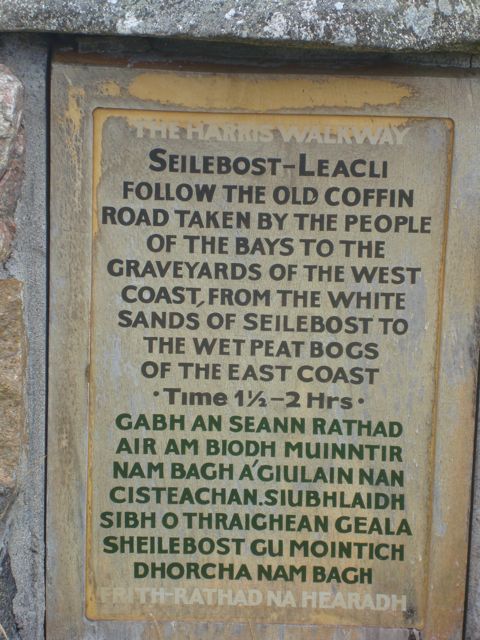 THE HARRIS WALKWAY
SEILEBOST-LEACLI
FOLLOW THE OLD COFFIN
ROAD TAKEN BY THE PEOPLE
OF THE BAYS TO THE
GRAVEYARDS OF THE WEST
COAST, FROM THE WHITE
SANDS OF SEILEBOST TO
THE WET PEAT BOGS
OF THE EAST COAST
· Time 1½-2 Hrs ·
GABH AN SEANN RATHAD
AIR AM BIODH MUINNTIR
NAM BAGH A'GIULAIN NAN
CISTEACHAN. SIUBHLAIDH
SIBH O THRAIGHEAN GEALA
SHEILEBOST GU MOINTICH
DHORCHA NAM BAGH
FRITH-RATHAD NA HEARADH